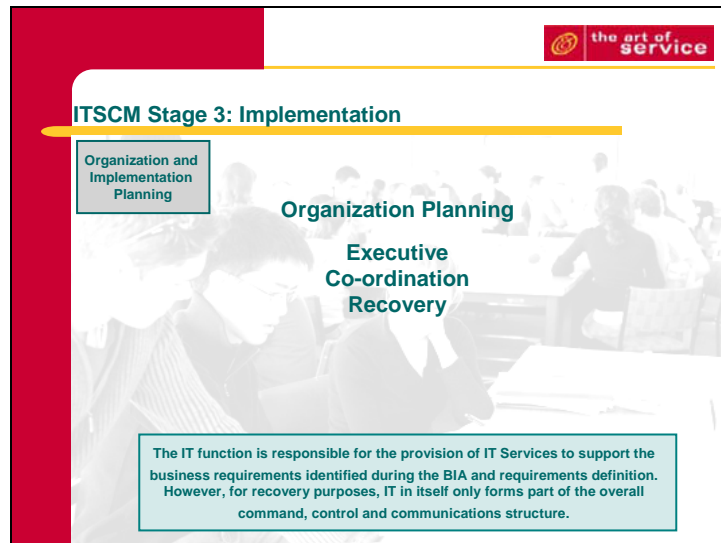 the art of
service
ITSCM Stage 3: Implementation
Organization and
Implementation
Planning
Organization Planning
Executive
Co-ordination
Recovery
The IT function is responsible for the provision of IT Services to support the
business requirements identified during the BIA and requirements definition.
However, for recovery purposes, IT in itself only forms part of the overall
command, control and communications structure.